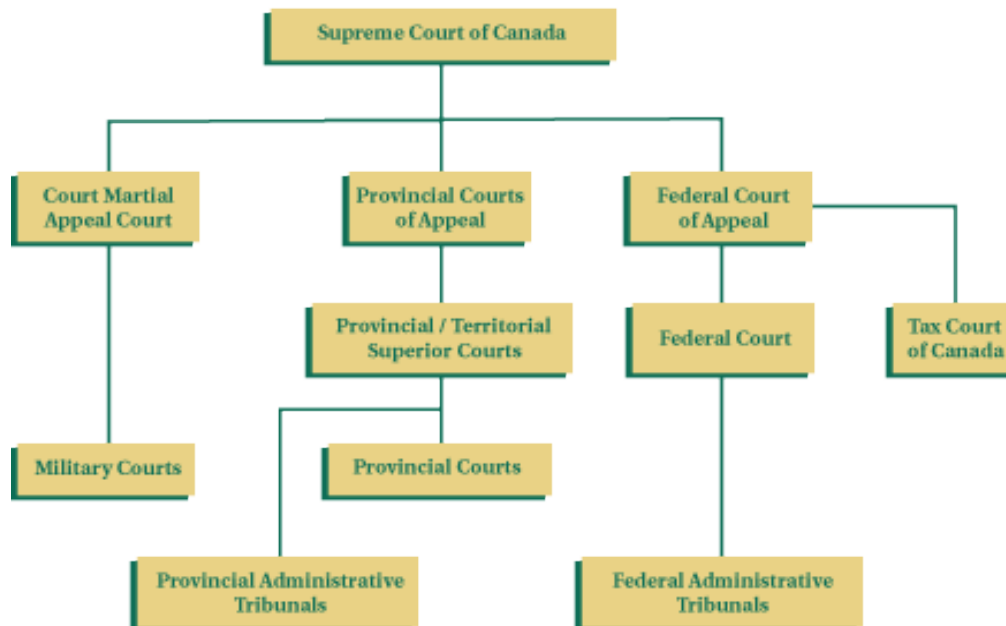 Supreme Court of Canada
Court Martial
Appeal Court
Provincial Courts
of Appeal
Federal Court
of Appeal
Provincial / Territorial
Superior Courts
Federal Court
Tax Court
of Canada
Military Courts
Provincial Courts
Provincial Administrative
Tribunals
Federal Administrative
Tribunals